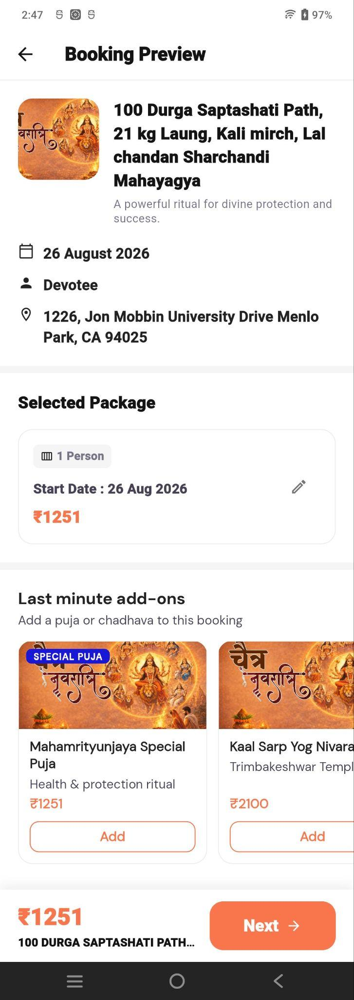 2:47
97%
Booking Preview
वरात्रि
100 Durga Saptashati Path,
21 kg Laung, Kali mirch, Lal
chandan Sharchandi
Mahayagya
A powerful ritual for divine protection and
success.
26 August 2026
Devotee
1226, Jon Mobbin University Drive Menlo
Park, CA 94025
Selected Package
1 Person
Start Date : 26 Aug 2026
₹1251
Last minute add-ons
Add a puja or chadhava to this booking
SPECIAL PUJA
नवरात्रि
Mahamrityunjaya Special
Puja
Health & protection ritual
₹1251
Add
चैत्र
नवरात्रि
Kaal Sarp Yog Nivara
Trimbakeshwar Templ
₹2100
Add
₹1251
Next
100 DURGA SAPTASHATI PATH...